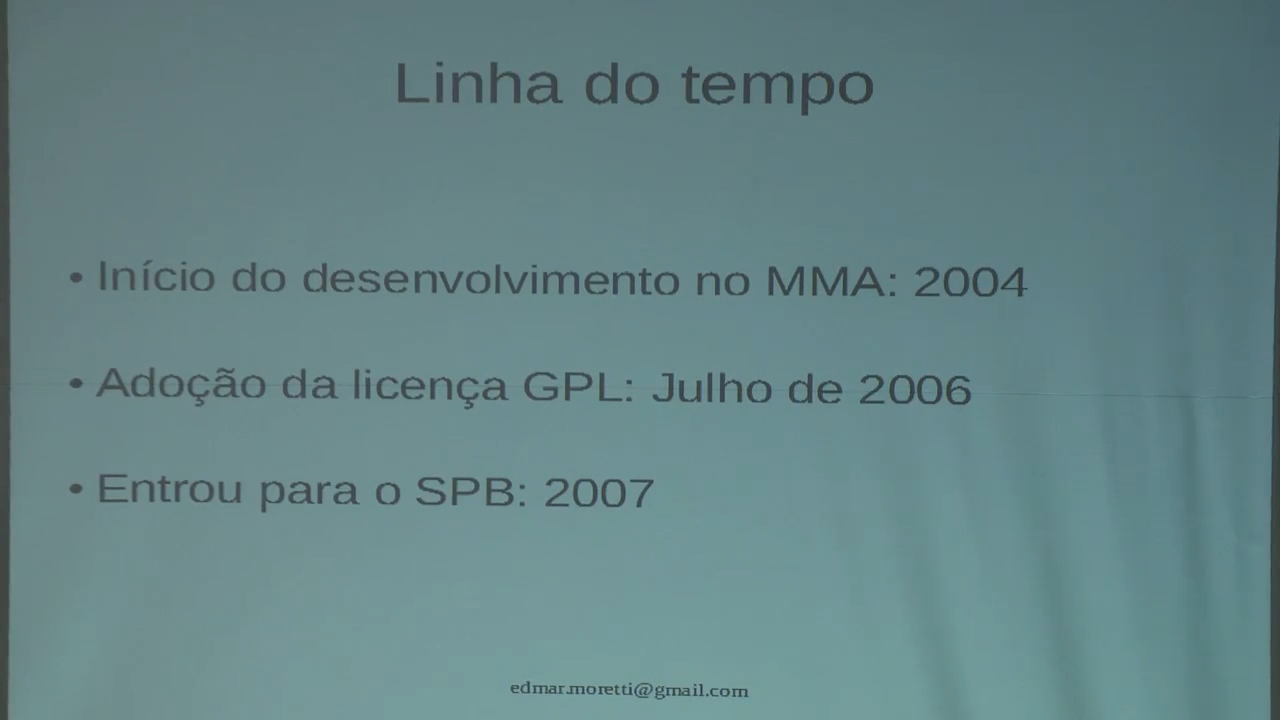 Linha do tempo
• Início do desenvolvimento no MMA: 2004
• Adoção da licença GPL: Julho de 2006
• Entrou para o SPB: 2007
edmar.moretti@gmail.com